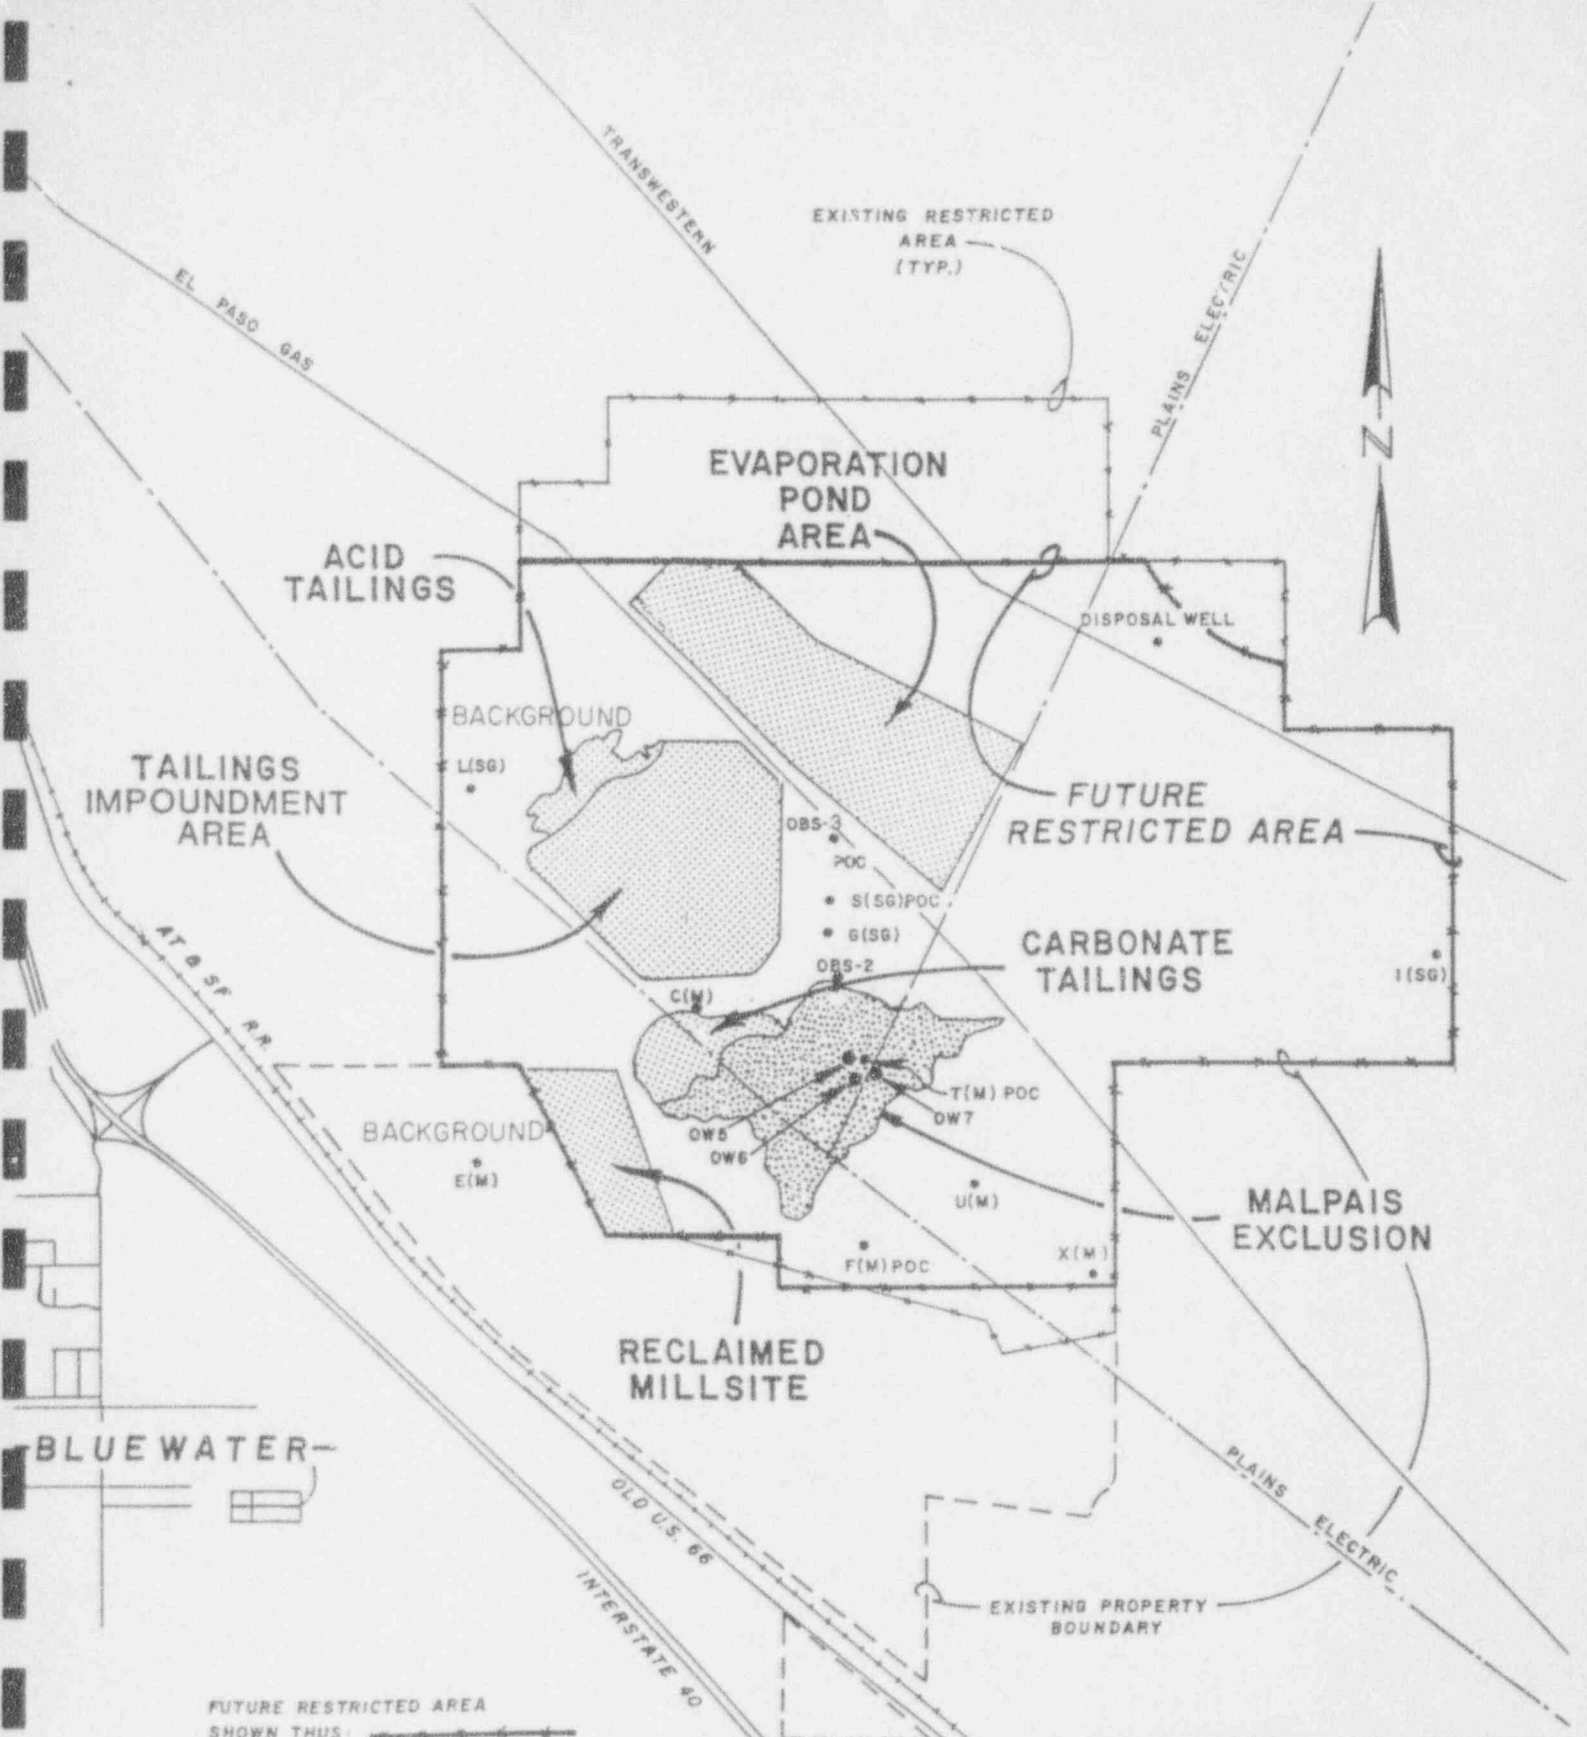 TRANSWESTERN
EXISTING RESTRICTED
AREA
(TYP.)
EL PASO GAS
PLAINS ELECTRIC
N
EVAPORATION
POND
AREA
ACID
TAILINGS
DISPOSAL WELL
BACKGROUND
L(SG)
TAILINGS
IMPOUNDMENT
AREA
FUTURE
RESTRICTED AREA
OBS-3
POC
S(SG)POC
G(SG)
OBS-2
CARBONATE
TAILINGS
I(SG)
C(M)
AT & SF R.R.
T(M) POC
OW7
OW5
OW6
BACKGROUND
E(M)
U(M)
MALPAIS
EXCLUSION
F(M)POC
X(M)
RECLAIMED
MILLSITE
BLUEWATER
OLD U.S. 66
INTERSTATE 40
PLAINS ELECTRIC
EXISTING PROPERTY
BOUNDARY
FUTURE RESTRICTED AREA
SHOWN THUS: